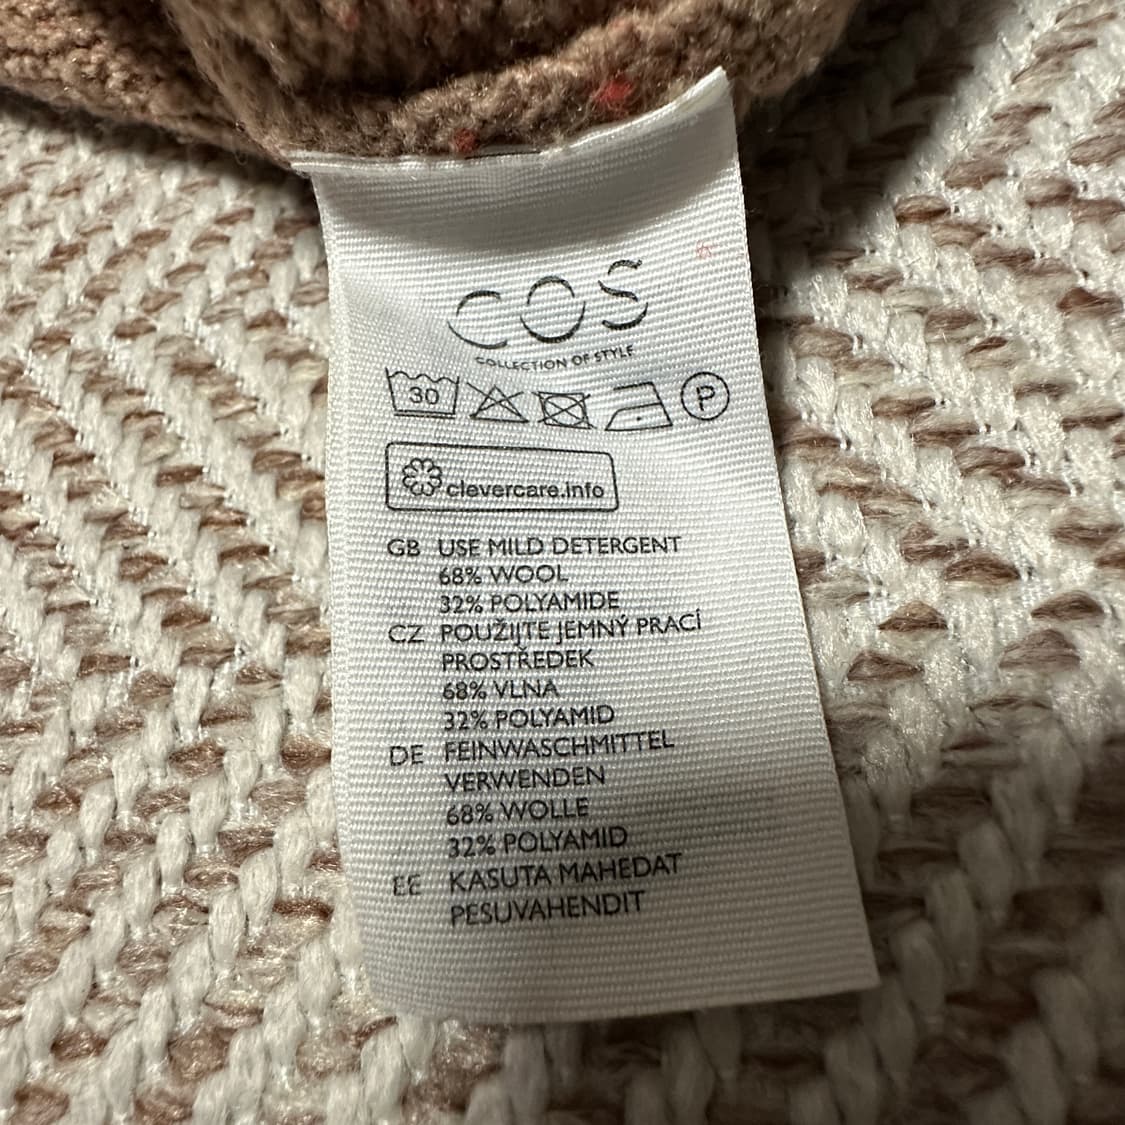 COS
COLLECTION OF STYLE
30 P
clevercare.info
GB USE MILD DETERGENT
68% WOOL
32% POLYAMIDE
CZ POUŽIJTE JEMNÝ PRACÍ
PROSTŘEDEK
68% VLNA
32% POLYAMID
DE FEINWASCHMITTEL
VERWENDEN
68% WOLLE
32% POLYAMID
EE KASUTA MAHEDAT
PESUVAHENDIT